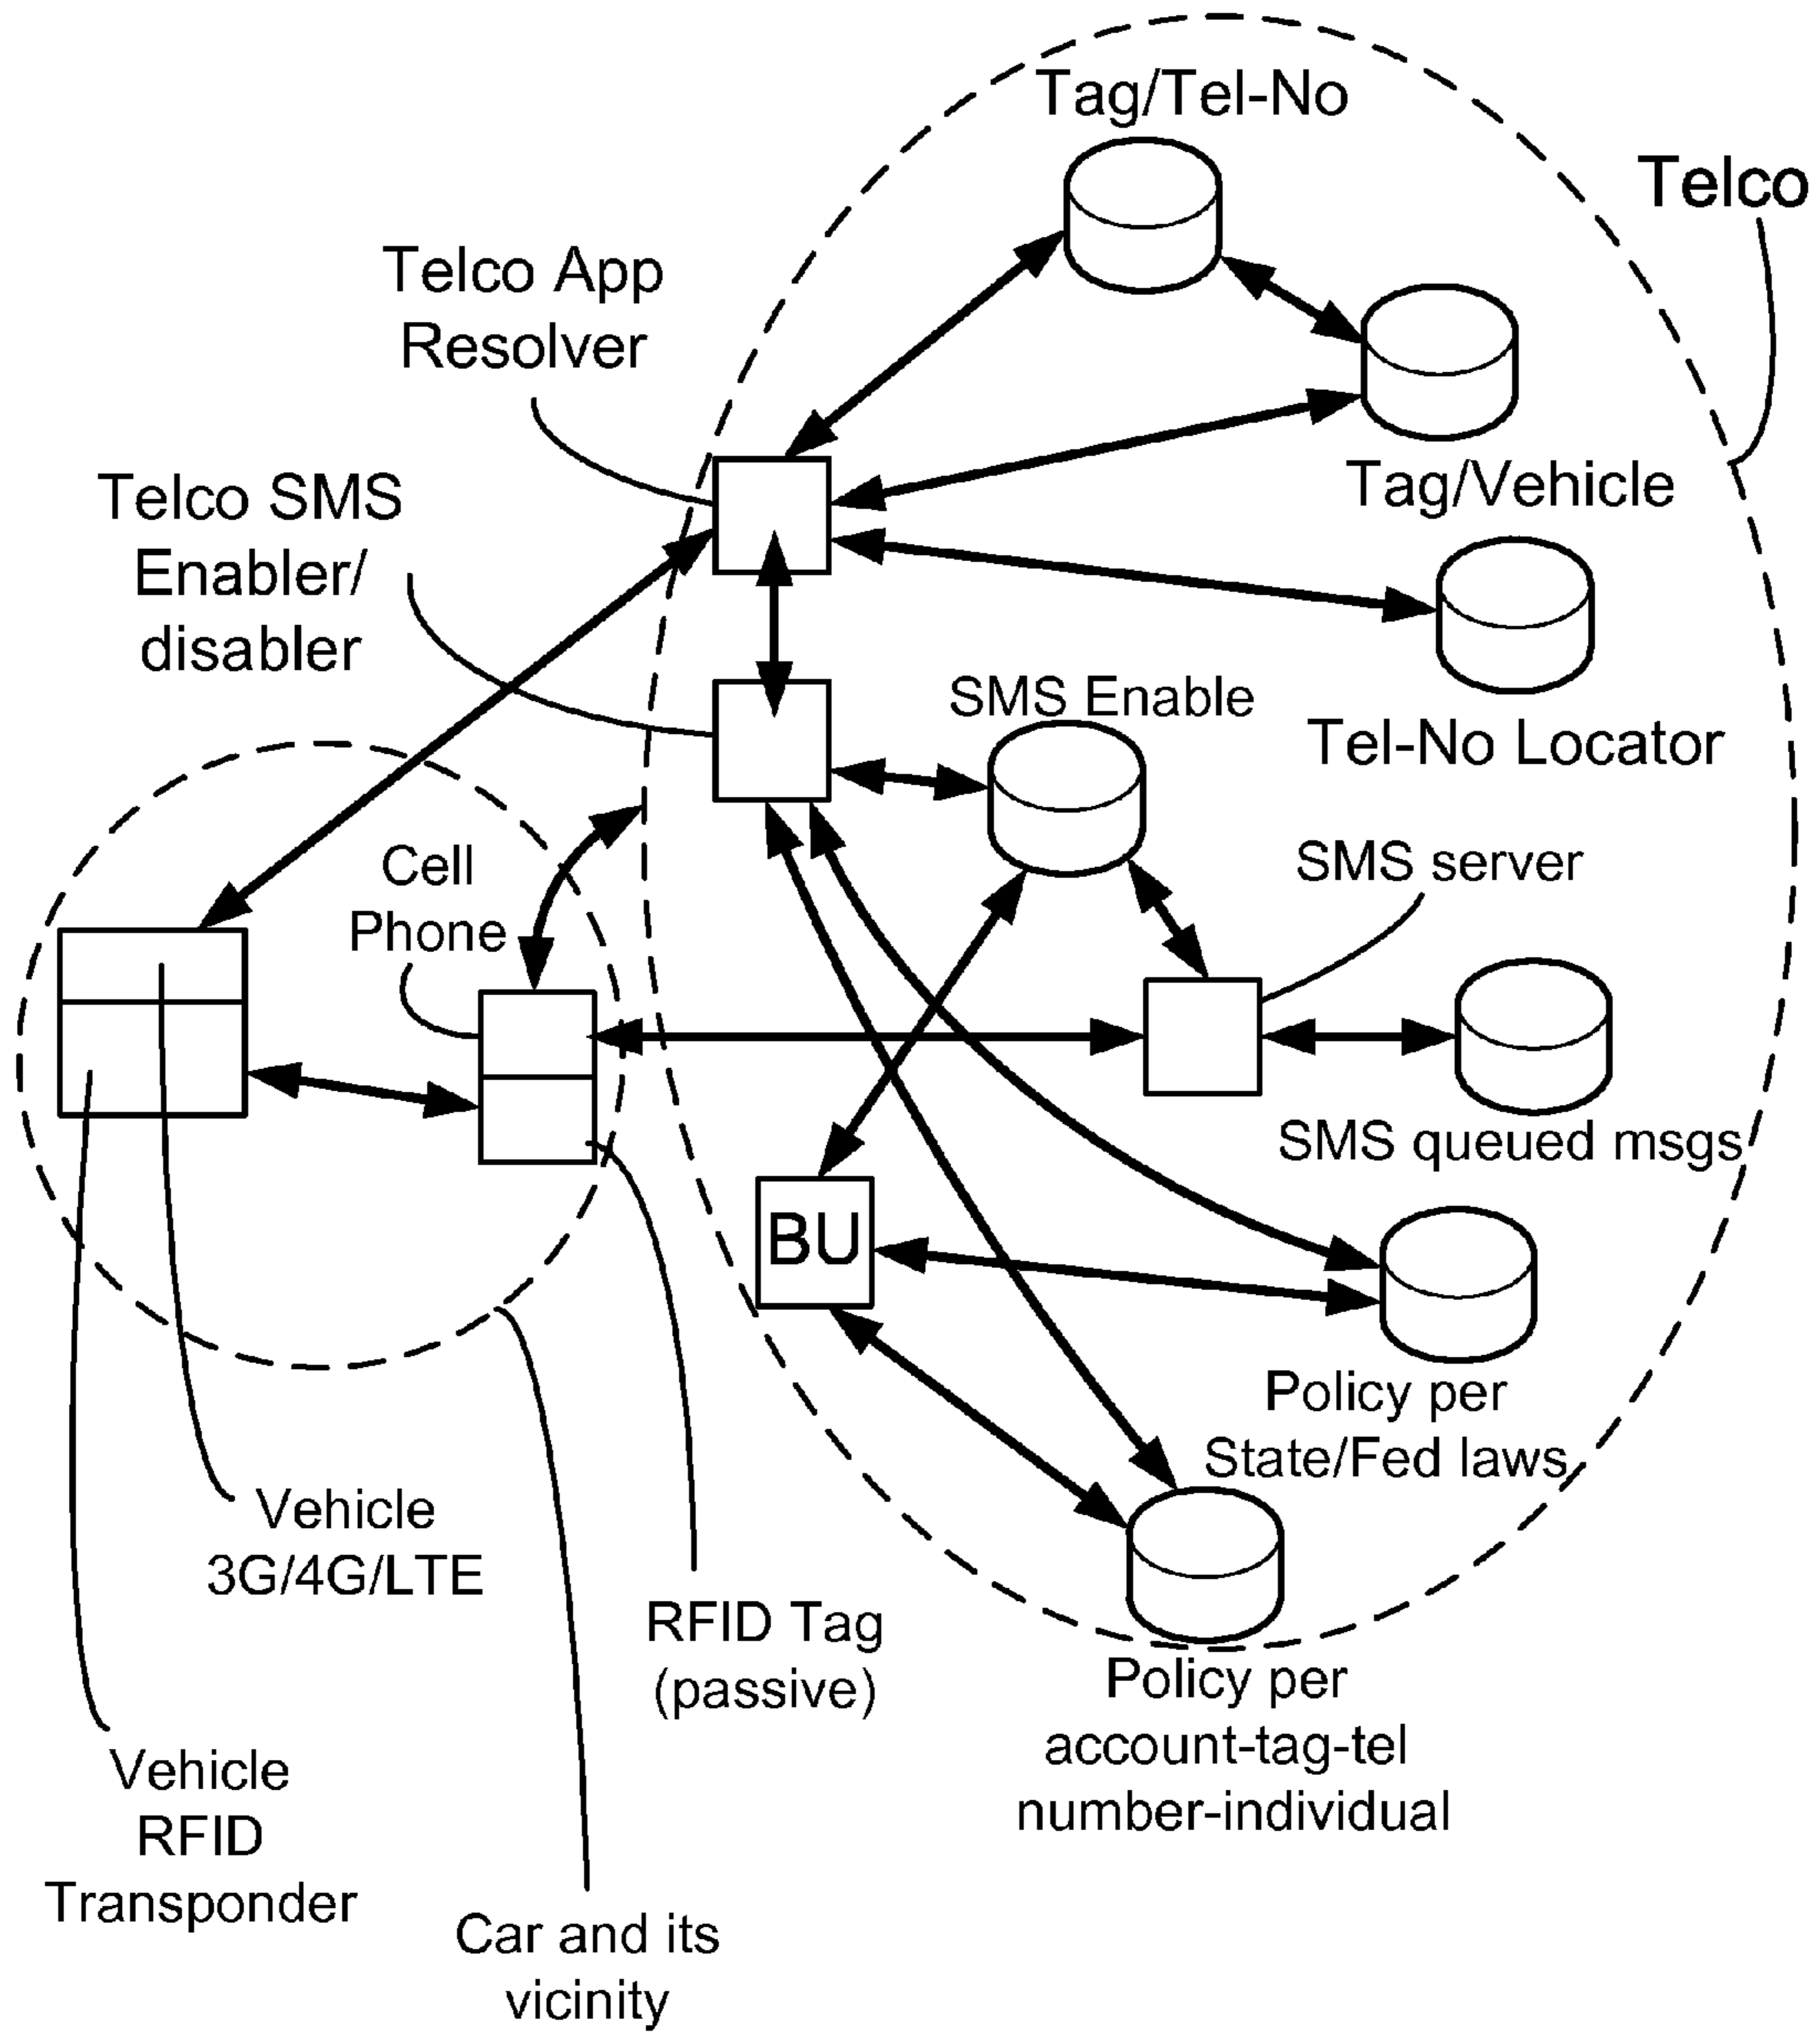 Tag/Tel-No
Telco
Telco App
Resolver
Tag/Vehicle
Telco SMS
Enabler/
disabler
SMS Enable
Tel-No Locator
Cell
Phone
SMS server
SMS queued msgs
BU
Policy per
State/Fed laws
Vehicle
3G/4G/LTE
RFID Tag
(passive)
Policy per
account-tag-tel
number-individual
Vehicle
RFID
Transponder
Car and its
vicinity